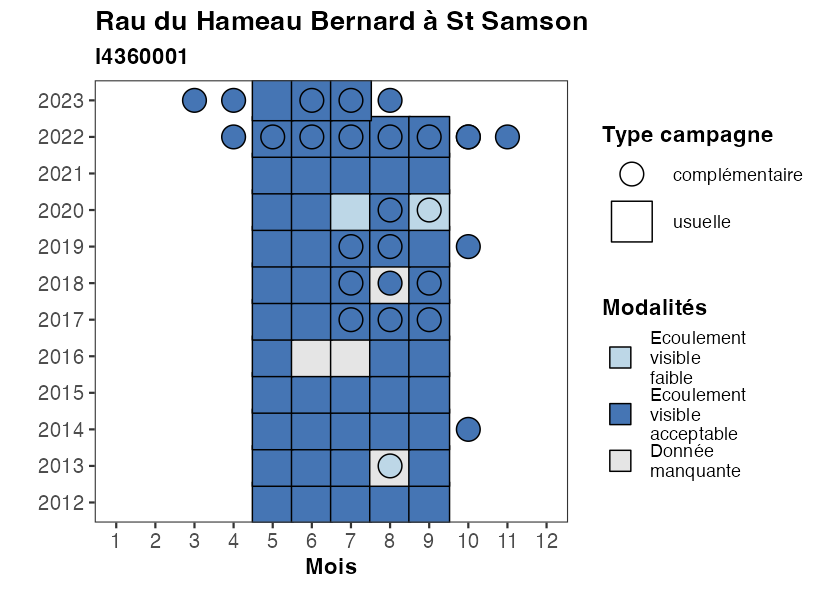 Rau du Hameau Bernard à St Samson
I4360001
2023
2022
2021
2020
2019
2018
2017
2016
2015
2014
2013
2012
1 2 3 4 5 6 7 8 9 10 11 12
Mois
Type campagne
complémentaire
usuelle
Modalités
Ecoulement
visible
faible
Ecoulement
visible
acceptable
Donnée
manquante